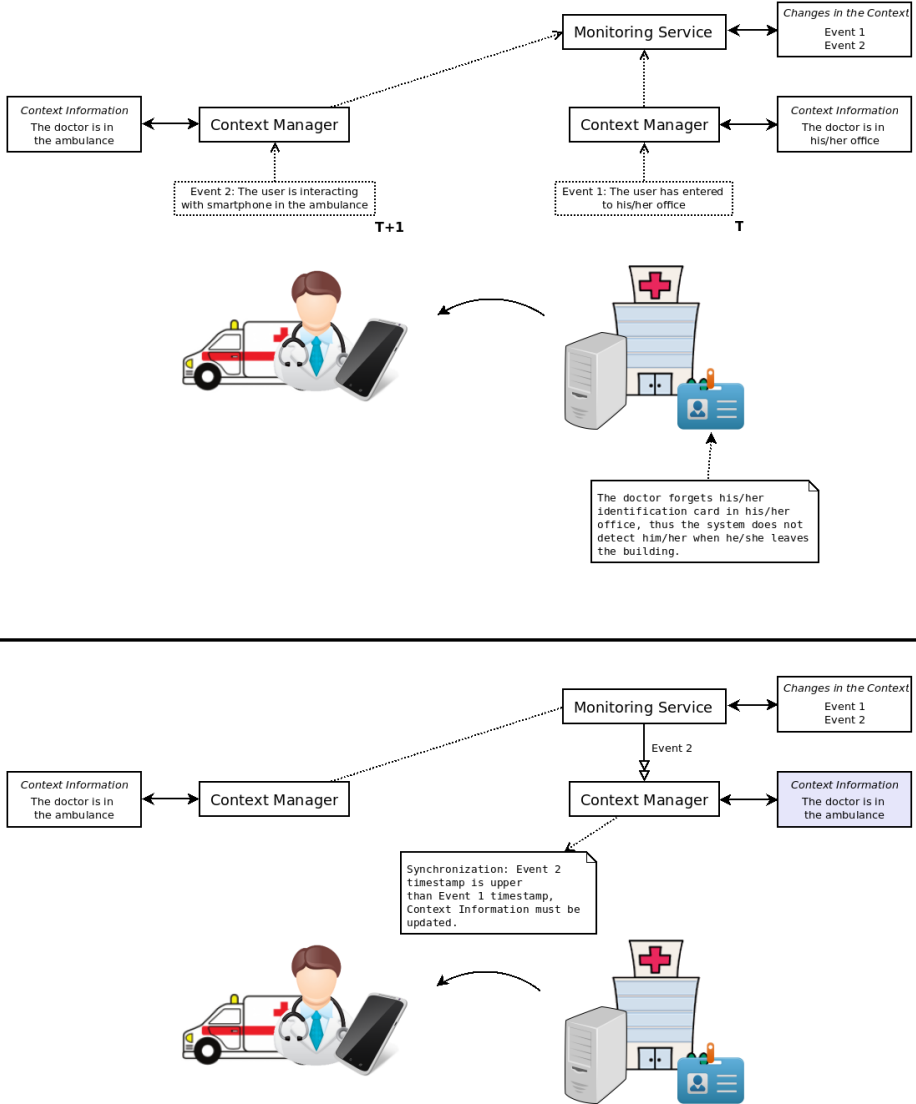 Changes in the Context
Event 1
Event 2
Monitoring Service
Context Information
The doctor is in
the ambulance
Context Manager
Context Manager
Context Information
The doctor is in
his/her office
Event 2: The user is interacting
with smartphone in the ambulance
T+1
Event 1: The user has entered
to his/her office
T
The doctor forgets his/her
identification card in his/her
office, thus the system does not
detect him/her when he/she leaves
the building.
Changes in the Context
Event 1
Event 2
Monitoring Service
Event 2
Context Information
The doctor is in
the ambulance
Context Manager
Context Manager
Context Information
The doctor is in
the ambulance
Synchronization: Event 2
timestamp is upper
than Event 1 timestamp,
Context Information must be
updated.